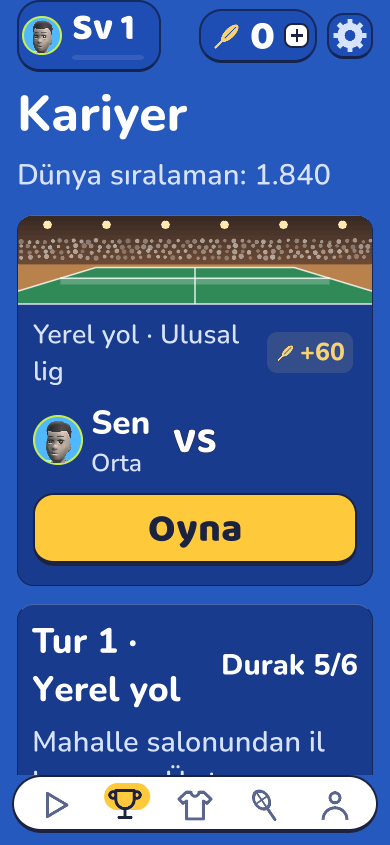 Sv 1
0
Kariyer
Dünya sıralaman: 1.840
Yerel yol · Ulusal
lig
+60
Sen
Orta
VS
Oyna
Tur 1 ·
Yerel yol
Durak 5/6
Mahalle salonundan il